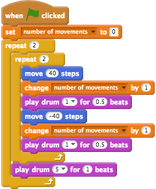 when clicked
set number of movements to 0
repeat 2
repeat 2
move 40 steps
change number of movements by 1
play drum 1 for 0.5 beats
move -40 steps
change number of movements by 1
play drum 1 for 0.5 beats
play drum 5 for 1 beats